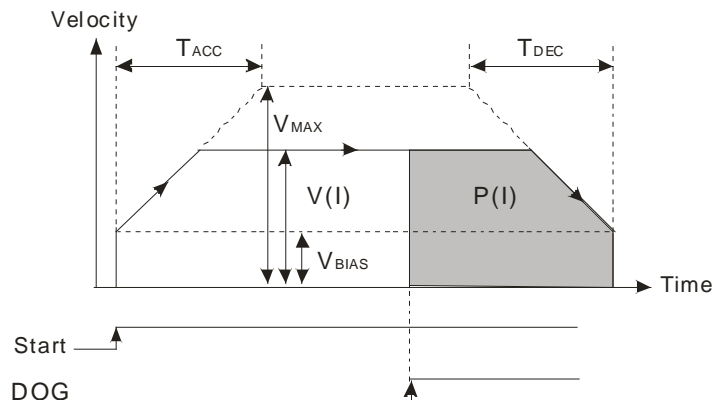 Velocity
TACC
TDEC
VMAX
V(I)
P(I)
VBIAS
Time
Start
DOG